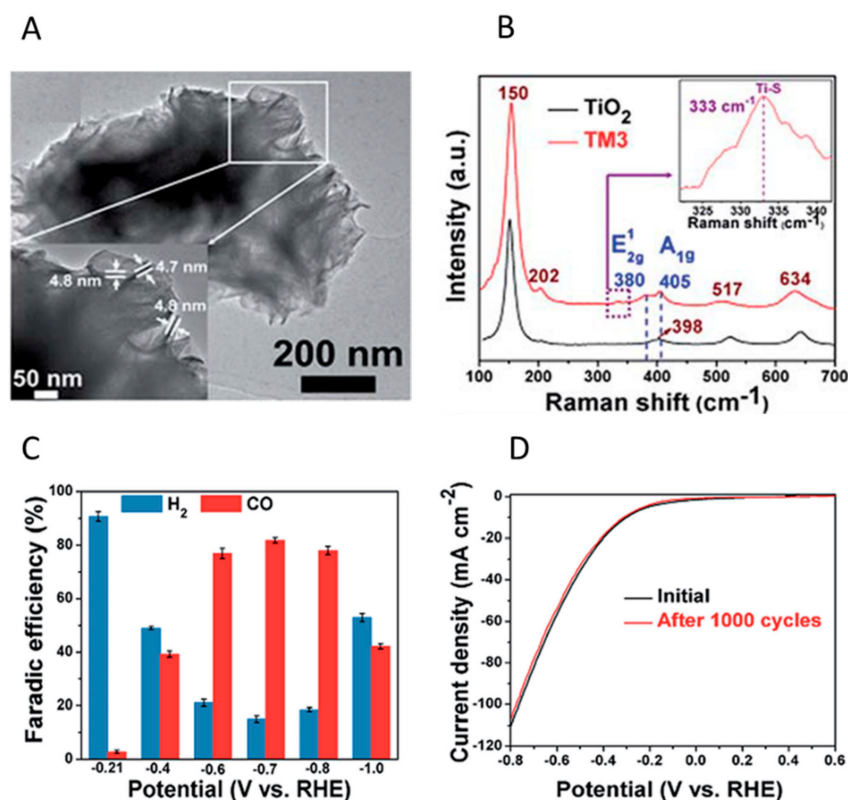 A
4.8 nm
4.7 nm
4.8 nm
50 nm
200 nm
B
Intensity (a.u.)
150
TiO2
TM3
202
E1 2g
380
A1g
405
398
517
634
333 cm-1
Ti-S
325 330 335 340
Raman shift (cm-1)
100 200 300 400 500 600 700
Raman shift (cm-1)
C
Faradic efficiency (%)
100
80
60
40
20
0
H2
CO
-0.21 -0.4 -0.6 -0.7 -0.8 -1.0
Potential (V vs. RHE)
D
Current density (mA cm-2)
0
-20
-40
-60
-80
-100
-120
Initial
After 1000 cycles
-0.8 -0.6 -0.4 -0.2 0.0 0.2 0.4 0.6
Potential (V vs. RHE)